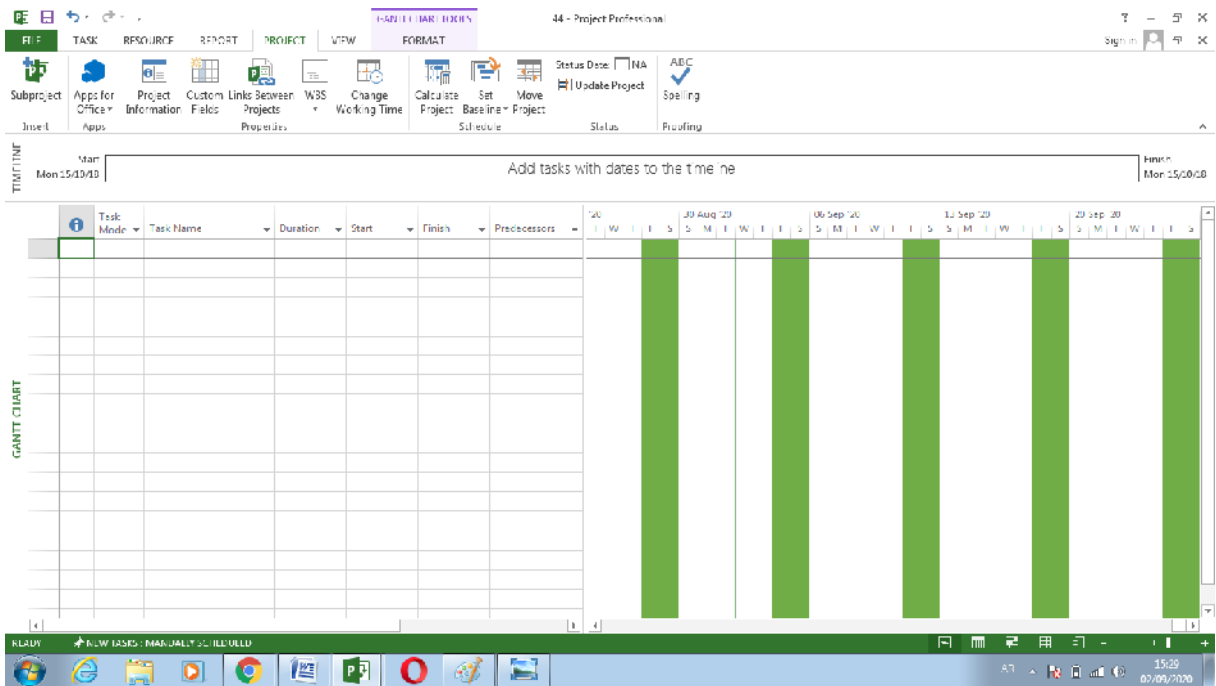 GANTT CHART TOOLS
44 - Project Professional
FILE TASK RESOURCE REPORT PROJECT VIEW FORMAT
Sign in
Subproject
Apps for Office
Project Information
Custom Fields
Links Between Projects
WBS
Change Working Time
Calculate Project
Set Baseline
Move Project
Status Date: NA
Update Project
ABC
Spelling
Insert Apps Properties Schedule Status Proofing
TIMELINE
Start
Mon 15/10/18
Add tasks with dates to the timeline
Finish
Mon 15/10/18
Task Mode Task Name Duration Start Finish Predecessors
'20 30 Aug '20 06 Sep '20 13 Sep '20 20 Sep '20
T W T F S S M T W T F S S M T W T F S S M T W T F S S M T W T F S
GANTT CHART
READY NEW TASKS : MANUALLY SCHEDULED
15:29
02/09/2020